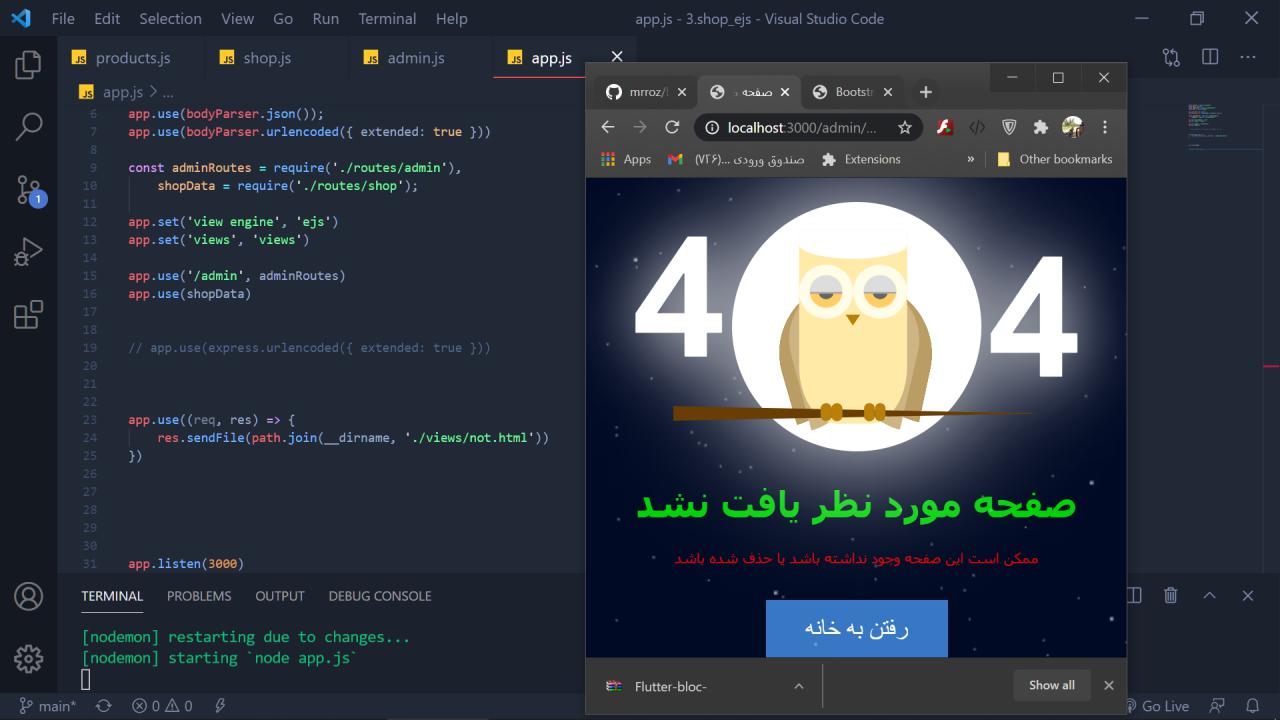 File Edit Selection View Go Run Terminal Help
app.js - 3.shop_ejs - Visual Studio Code
products.js
shop.js
admin.js
app.js
app.js > ...
6 app.use(bodyParser.json());
7 app.use(bodyParser.urlencoded({ extended: true }))
8
9 const adminRoutes = require('./routes/admin'),
10 shopData = require('./routes/shop');
11
12 app.set('view engine', 'ejs')
13 app.set('views', 'views')
14
15 app.use('/admin', adminRoutes)
16 app.use(shopData)
17
18
19 // app.use(express.urlencoded({ extended: true }))
20
21
22
23 app.use((req, res) => {
24 res.sendFile(path.join(__dirname, './views/not.html'))
25 })
26
27
28
29
30
31 app.listen(3000)
1
TERMINAL PROBLEMS OUTPUT DEBUG CONSOLE
[nodemon] restarting due to changes...
[nodemon] starting `node app.js`
main* 0 0
Go Live
mrroz/
صفحه
Bootstr
localhost:3000/admin/...
Apps
صندوق ورودی ...(۷۲۶)
Extensions
»
Other bookmarks
4 4
صفحه مورد نظر یافت نشد
ممکن است این صفحه وجود نداشته باشد یا حذف شده باشد
رفتن به خانه
Flutter-bloc-
Show all